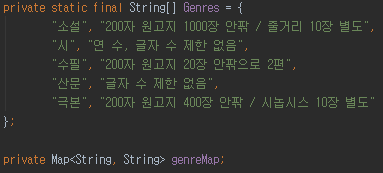 private static final String[] Genres = {
"소설", "200자 원고지 1000장 안팎 / 줄거리 10장 별도",
"시", "연 수, 글자 수 제한 없음",
"수필", "200자 원고지 20장 안팎으로 2편",
"산문", "글자 수 제한 없음",
"극본", "200자 원고지 400장 안팎 / 시놉시스 10장 별도"
};
private Map<String, String> genreMap;